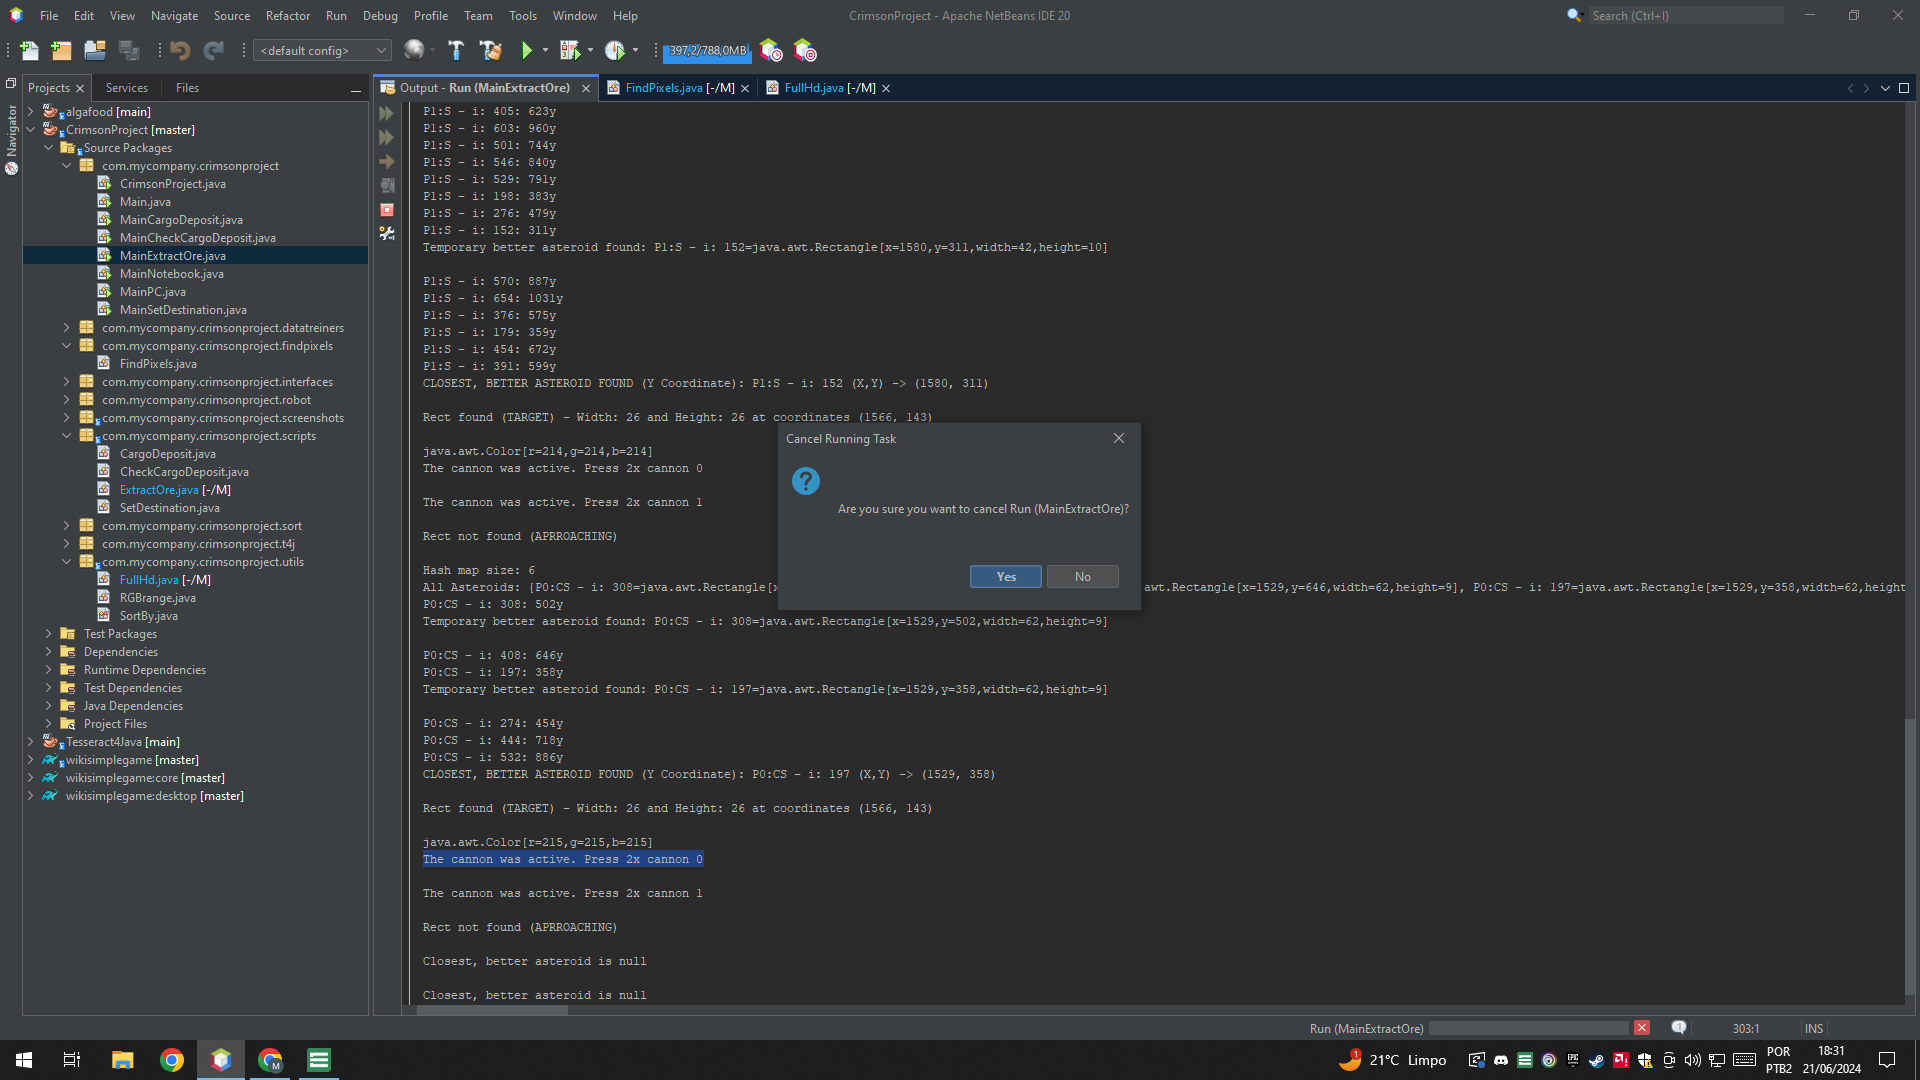 File Edit View Navigate Source Refactor Run Debug Profile Team Tools Window Help
CrimsonProject - Apache NetBeans IDE 20
Search (Ctrl+I)
<default config>
397,2/788,0MB
Projects
Services
Files
Output - Run (MainExtractOre)
FindPixels.java [-/M]
FullHd.java [-/M]
Navigator
algafood [main]
CrimsonProject [master]
Source Packages
com.mycompany.crimsonproject
CrimsonProject.java
Main.java
MainCargoDeposit.java
MainCheckCargoDeposit.java
MainExtractOre.java
MainNotebook.java
MainPC.java
MainSetDestination.java
com.mycompany.crimsonproject.datatreiners
com.mycompany.crimsonproject.findpixels
FindPixels.java
com.mycompany.crimsonproject.interfaces
com.mycompany.crimsonproject.robot
com.mycompany.crimsonproject.screenshots
com.mycompany.crimsonproject.scripts
CargoDeposit.java
CheckCargoDeposit.java
ExtractOre.java [-/M]
SetDestination.java
com.mycompany.crimsonproject.sort
com.mycompany.crimsonproject.t4j
com.mycompany.crimsonproject.utils
FullHd.java [-/M]
RGBrange.java
SortBy.java
Test Packages
Dependencies
Runtime Dependencies
Test Dependencies
Java Dependencies
Project Files
Tesseract4Java [main]
wikisimplegame [master]
wikisimplegame:core [master]
wikisimplegame:desktop [master]
P1:S - i: 405: 623y
P1:S - i: 603: 960y
P1:S - i: 501: 744y
P1:S - i: 546: 840y
P1:S - i: 529: 791y
P1:S - i: 198: 383y
P1:S - i: 276: 479y
P1:S - i: 152: 311y
Temporary better asteroid found: P1:S - i: 152=java.awt.Rectangle[x=1580,y=311,width=42,height=10]
P1:S - i: 570: 887y
P1:S - i: 654: 1031y
P1:S - i: 376: 575y
P1:S - i: 179: 359y
P1:S - i: 454: 672y
P1:S - i: 391: 599y
CLOSEST, BETTER ASTEROID FOUND (Y Coordinate): P1:S - i: 152 (X,Y) -> (1580, 311)
Rect found (TARGET) - Width: 26 and Height: 26 at coordinates (1566, 143)
java.awt.Color[r=214,g=214,b=214]
The cannon was active. Press 2x cannon 0
The cannon was active. Press 2x cannon 1
Rect not found (APRROACHING)
Hash map size: 6
All Asteroids: {P0:CS - i: 308=java.awt.Rectangle[x awt.Rectangle[x=1529,y=646,width=62,height=9], P0:CS - i: 197=java.awt.Rectangle[x=1529,y=358,width=62,height
P0:CS - i: 308: 502y
Temporary better asteroid found: P0:CS - i: 308=java.awt.Rectangle[x=1529,y=502,width=62,height=9]
P0:CS - i: 408: 646y
P0:CS - i: 197: 358y
Temporary better asteroid found: P0:CS - i: 197=java.awt.Rectangle[x=1529,y=358,width=62,height=9]
P0:CS - i: 274: 454y
P0:CS - i: 444: 718y
P0:CS - i: 532: 886y
CLOSEST, BETTER ASTEROID FOUND (Y Coordinate): P0:CS - i: 197 (X,Y) -> (1529, 358)
Rect found (TARGET) - Width: 26 and Height: 26 at coordinates (1566, 143)
java.awt.Color[r=215,g=215,b=215]
The cannon was active. Press 2x cannon 0
The cannon was active. Press 2x cannon 1
Rect not found (APRROACHING)
Closest, better asteroid is null
Closest, better asteroid is null
Cancel Running Task
Are you sure you want to cancel Run (MainExtractOre)?
Yes
No
Run (MainExtractOre)
303:1
INS
1
21°C Limpo
POR
PTB2
18:31
21/06/2024